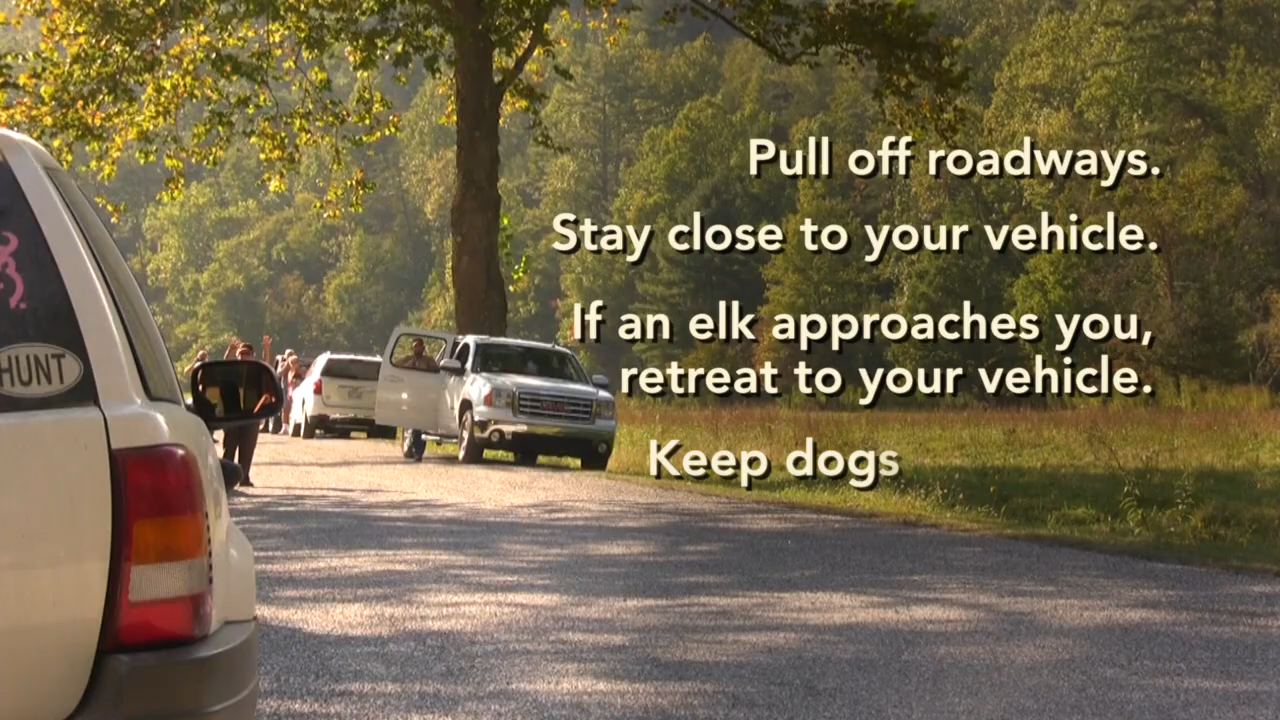 Pull off roadways.
Stay close to your vehicle.
If an elk approaches you,
retreat to your vehicle.
Keep dogs
HUNT